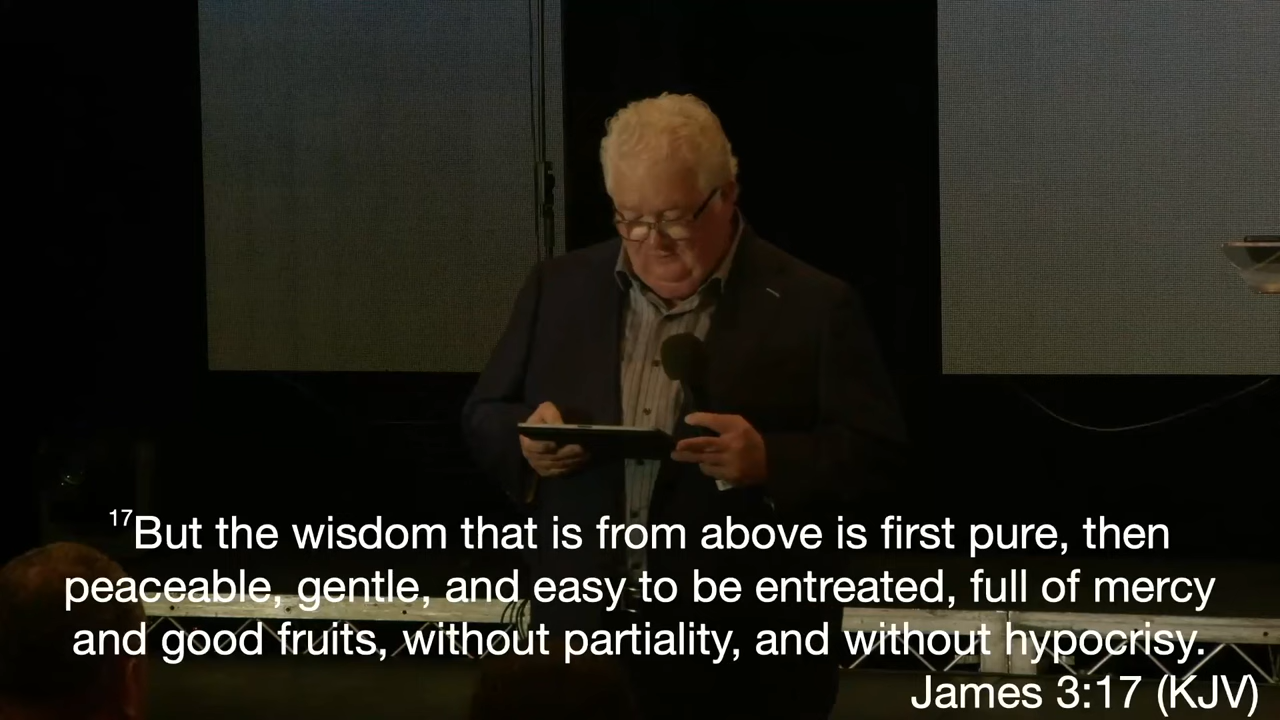 17But the wisdom that is from above is first pure, then
peaceable, gentle, and easy to be entreated, full of mercy
and good fruits, without partiality, and without hypocrisy.
James 3:17 (KJV)